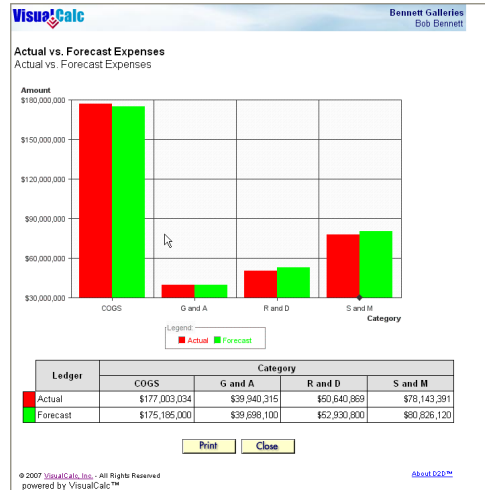 VisualCalc
Bennett Galleries
Bob Bennett
Actual vs. Forecast Expenses
Actual vs. Forecast Expenses
Amount
$180,000,000
$150,000,000
$120,000,000
$90,000,000
$60,000,000
$30,000,000
COGS G and A R and D S and M
Category
Legend:
Actual Forecast
Ledger Category
COGS G and A R and D S and M
Actual $177,003,034 $39,940,315 $50,640,869 $78,143,391
Forecast $175,185,000 $39,698,100 $52,930,800 $80,826,120
Print Close
© 2007 VisualCalc, Inc. - All Rights Reserved About D2D™
powered by VisualCalc™